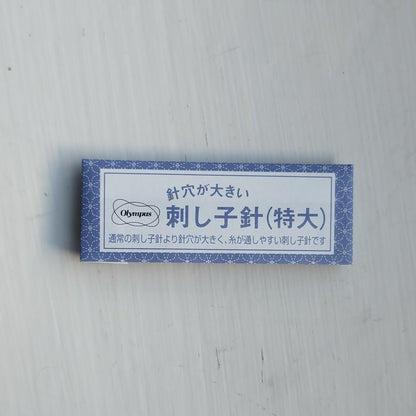 針穴が大きい
Olympus
刺し子針(特大)
通常の刺し子針より針穴が大きく、糸が通しやすい刺し子針です